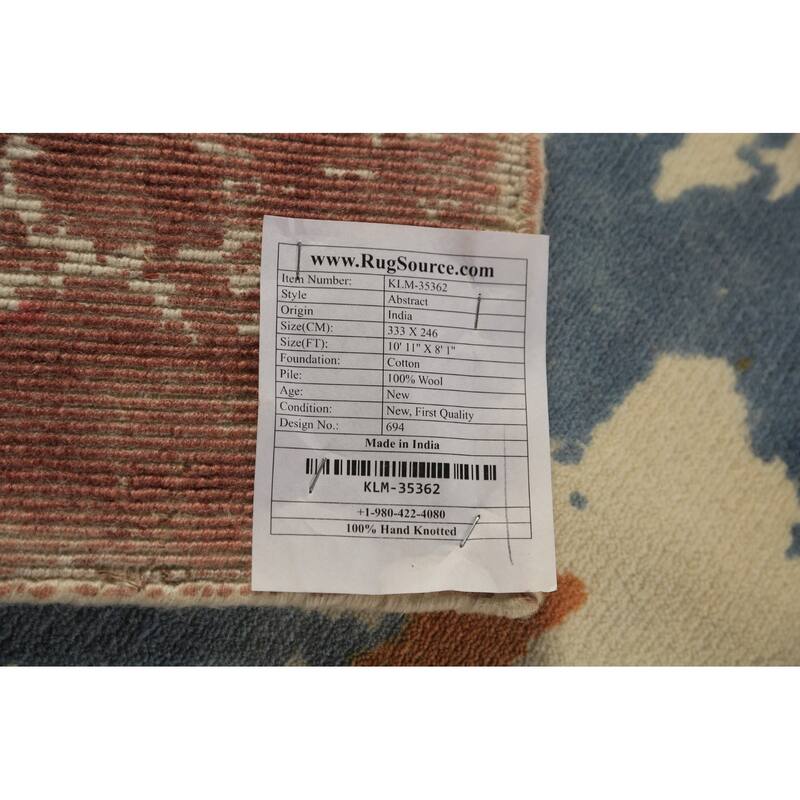 www.RugSource.com
Item Number: KLM-35362
Style Abstract
Origin India
Size(CM): 333 X 246
Size(FT): 10' 11" X 8' 1"
Foundation: Cotton
Pile: 100% Wool
Age: New
Condition: New, First Quality
Design No.: 694
Made in India
KLM-35362
+1-980-422-4080
100% Hand Knotted